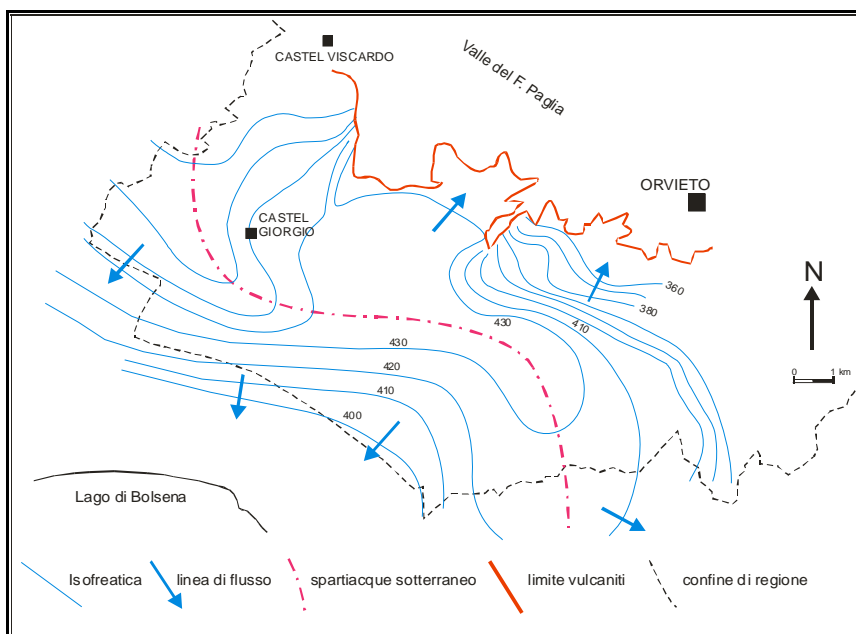 CASTEL VISCARDO
Valle del F. Paglia
ORVIETO
CASTEL
GIORGIO
N
360
380
430
410
0 1 km
430
420
410
400
Lago di Bolsena
Isofreatica
linea di flusso
spartiacque sotterraneo
limite vulcaniti
confine di regione